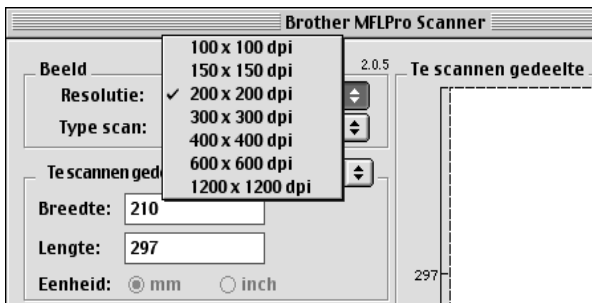 Brother MFLPro Scanner
Beeld
2.0.5
Resolutie:
100 x 100 dpi
150 x 150 dpi
✓ 200 x 200 dpi
300 x 300 dpi
400 x 400 dpi
600 x 600 dpi
1200 x 1200 dpi
Type scan:
Te scannen
Breedte: 210
Lengte: 297
Eenheid: mm inch
Te scannen gedeelte
297